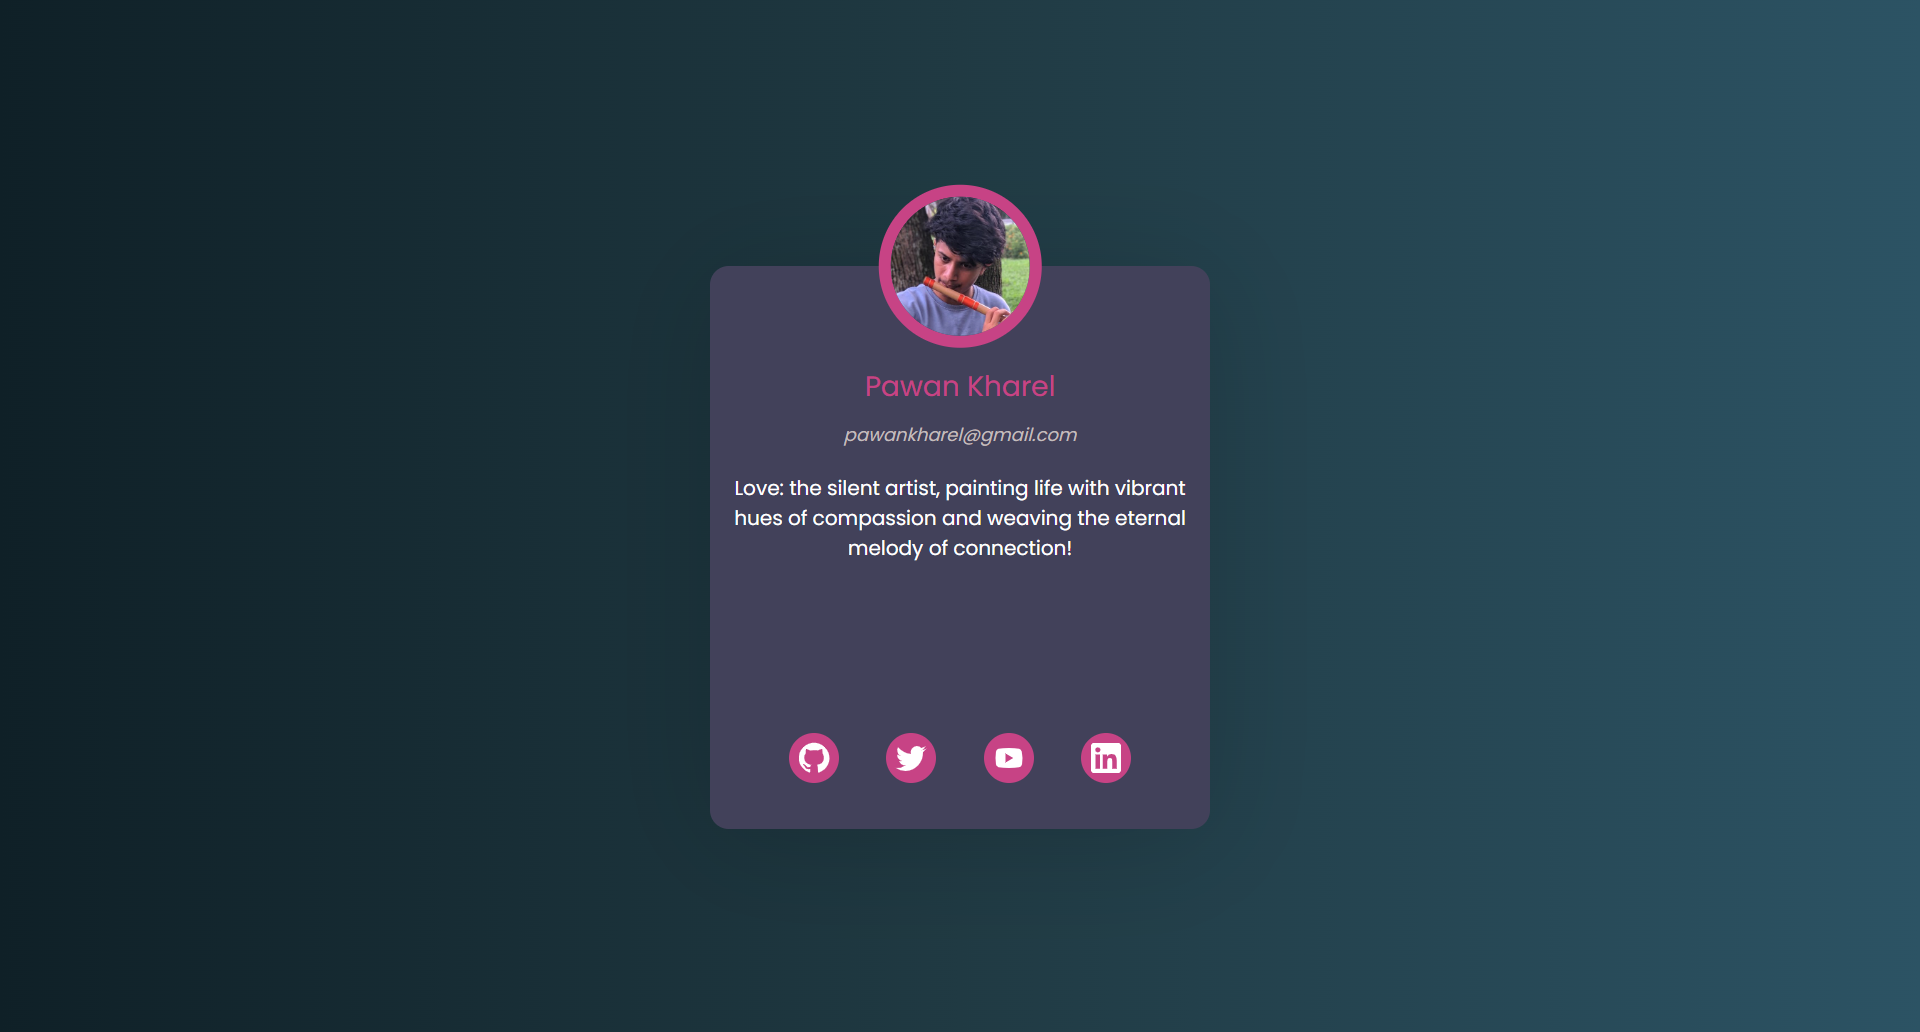 Pawan Kharel
pawankharel@gmail.com
Love: the silent artist, painting life with vibrant
hues of compassion and weaving the eternal
melody of connection!
in